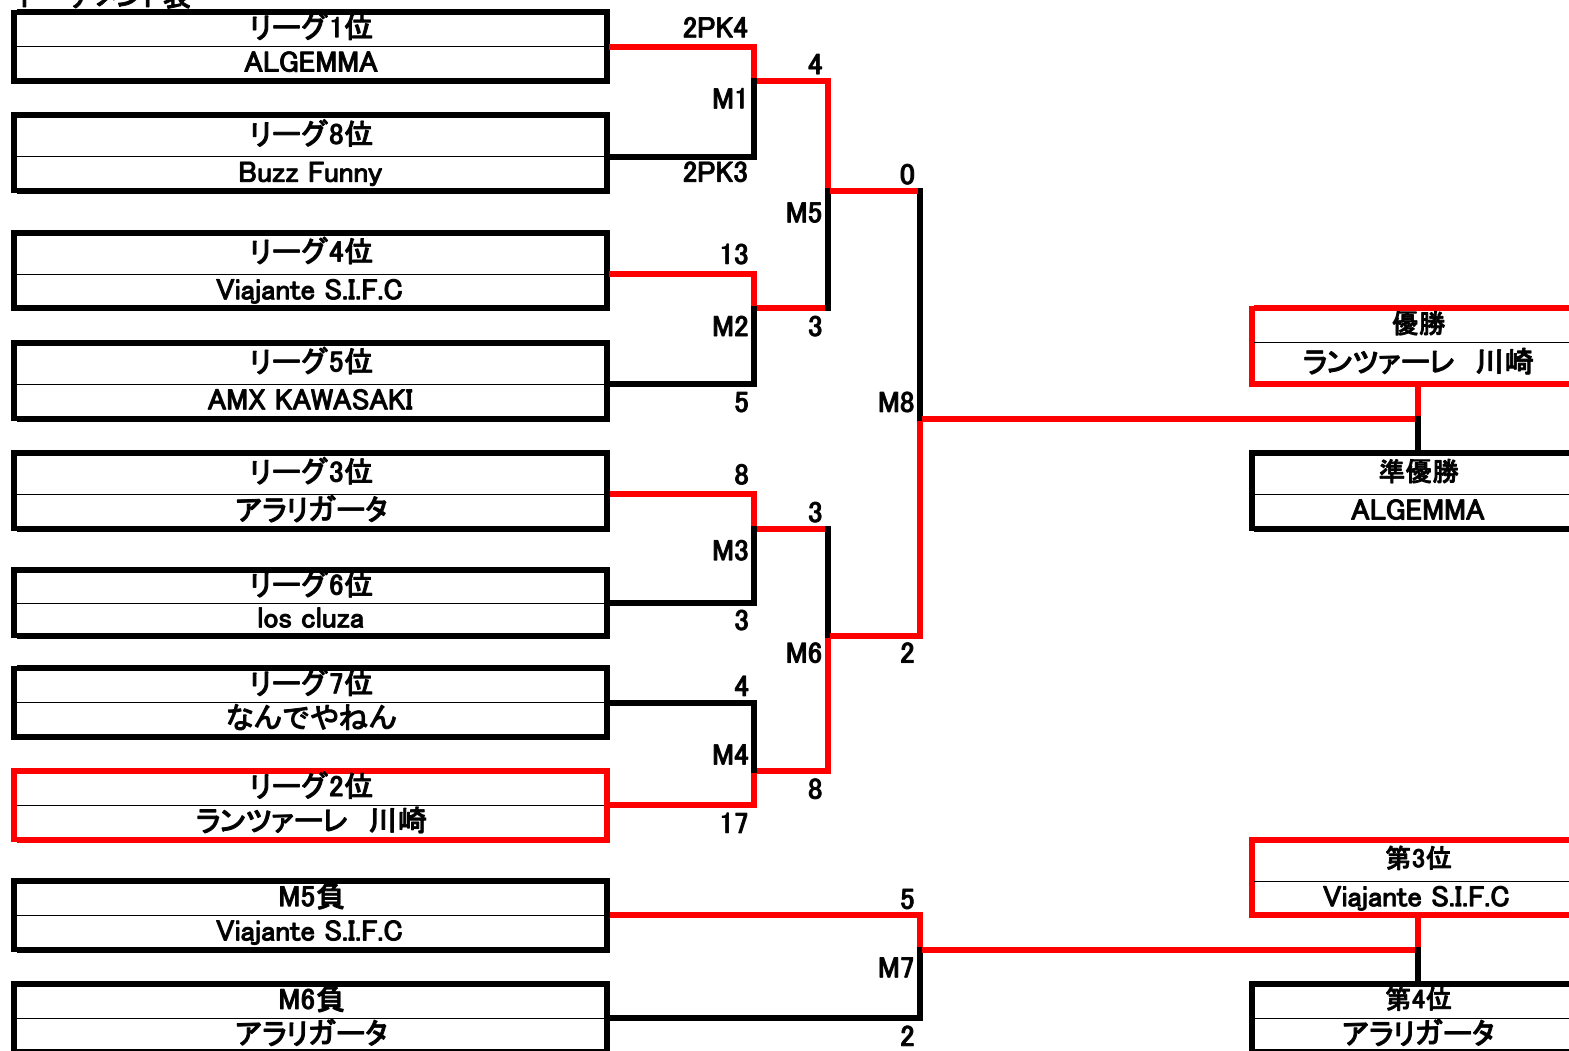 リーグ1位
ALGEMMA
2PK4
4
M1
リーグ8位
Buzz Funny
2PK3
0
M5
リーグ4位
Viajante S.I.F.C
13
M2
3
リーグ5位
AMX KAWASAKI
5
M8
優勝
ランツァーレ 川崎
準優勝
ALGEMMA
リーグ3位
アラリガータ
8
3
M3
リーグ6位
los cluza
3
M6
2
リーグ7位
なんでやねん
4
M4
8
リーグ2位
ランツァーレ 川崎
17
M5負
Viajante S.I.F.C
5
第3位
Viajante S.I.F.C
M7
M6負
アラリガータ
2
第4位
アラリガータ